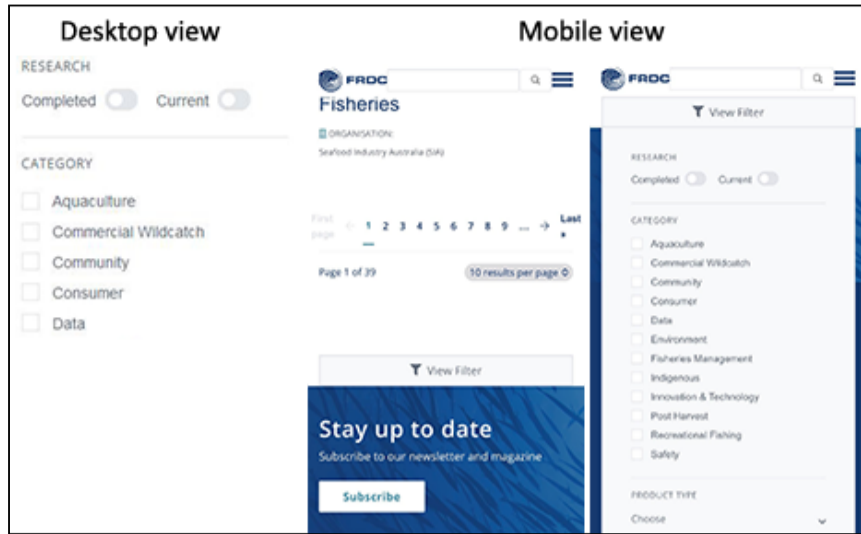 Desktop view
RESEARCH
Completed Current
CATEGORY
Aquaculture
Commercial Wildcatch
Community
Consumer
Data
Mobile view
FRDC
Fisheries
ORGANISATION:
Seafood Industry Australia (SIA)
First page ← 1 2 3 4 5 6 7 8 9 ... → Last »
Page 1 of 39 10 results per page
View Filter
Stay up to date
Subscribe to our newsletter and magazine
Subscribe
FRDC
View Filter
RESEARCH
Completed Current
CATEGORY
Aquaculture
Commercial Wildcatch
Community
Consumer
Data
Environment
Fisheries Management
Indigenous
Innovation & Technology
Post Harvest
Recreational Fishing
Safety
PRODUCT TYPE
Choose